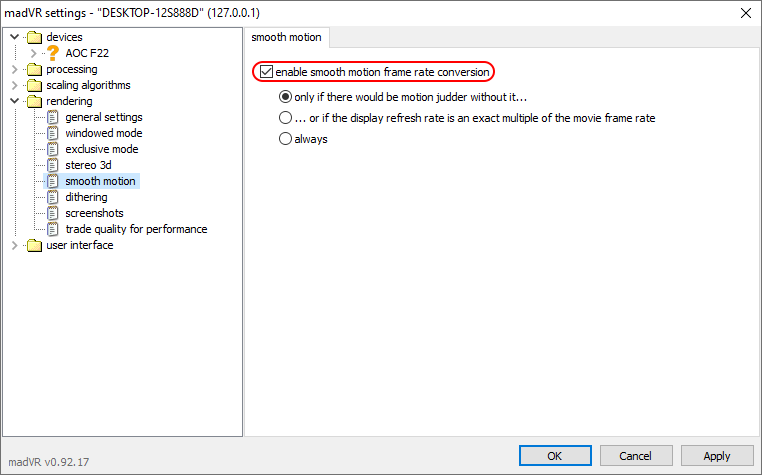 madVR settings - "DESKTOP-12S888D" (127.0.0.1)
devices
AOC F22
processing
scaling algorithms
rendering
general settings
windowed mode
exclusive mode
stereo 3d
smooth motion
dithering
screenshots
trade quality for performance
user interface
smooth motion
enable smooth motion frame rate conversion
only if there would be motion judder without it...
... or if the display refresh rate is an exact multiple of the movie frame rate
always
madVR v0.92.17
OK
Cancel
Apply